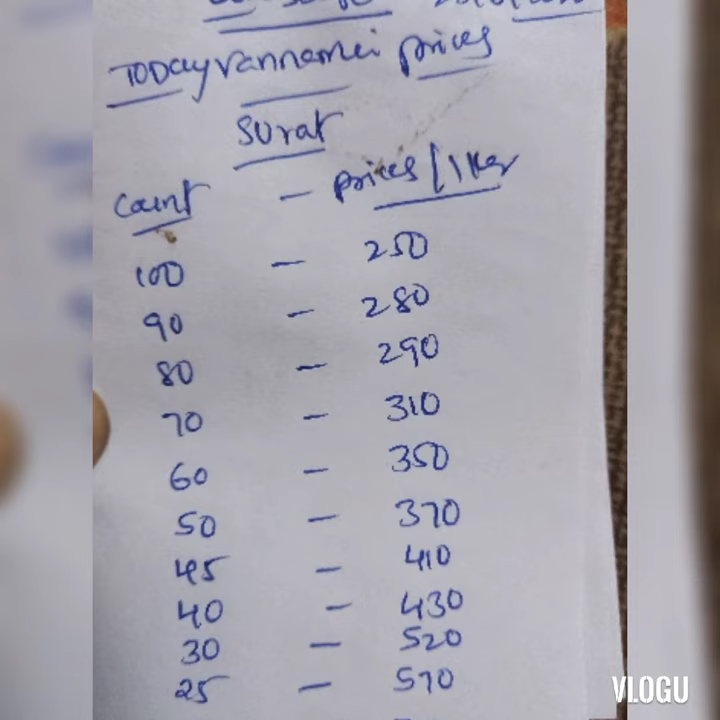 TODAY vannamei prices
Surat
Count - Prices/1kg
100 - 250
90 - 280
80 - 290
70 - 310
60 - 350
50 - 370
45 - 410
40 - 430
30 - 520
25 - 570
VLOGU